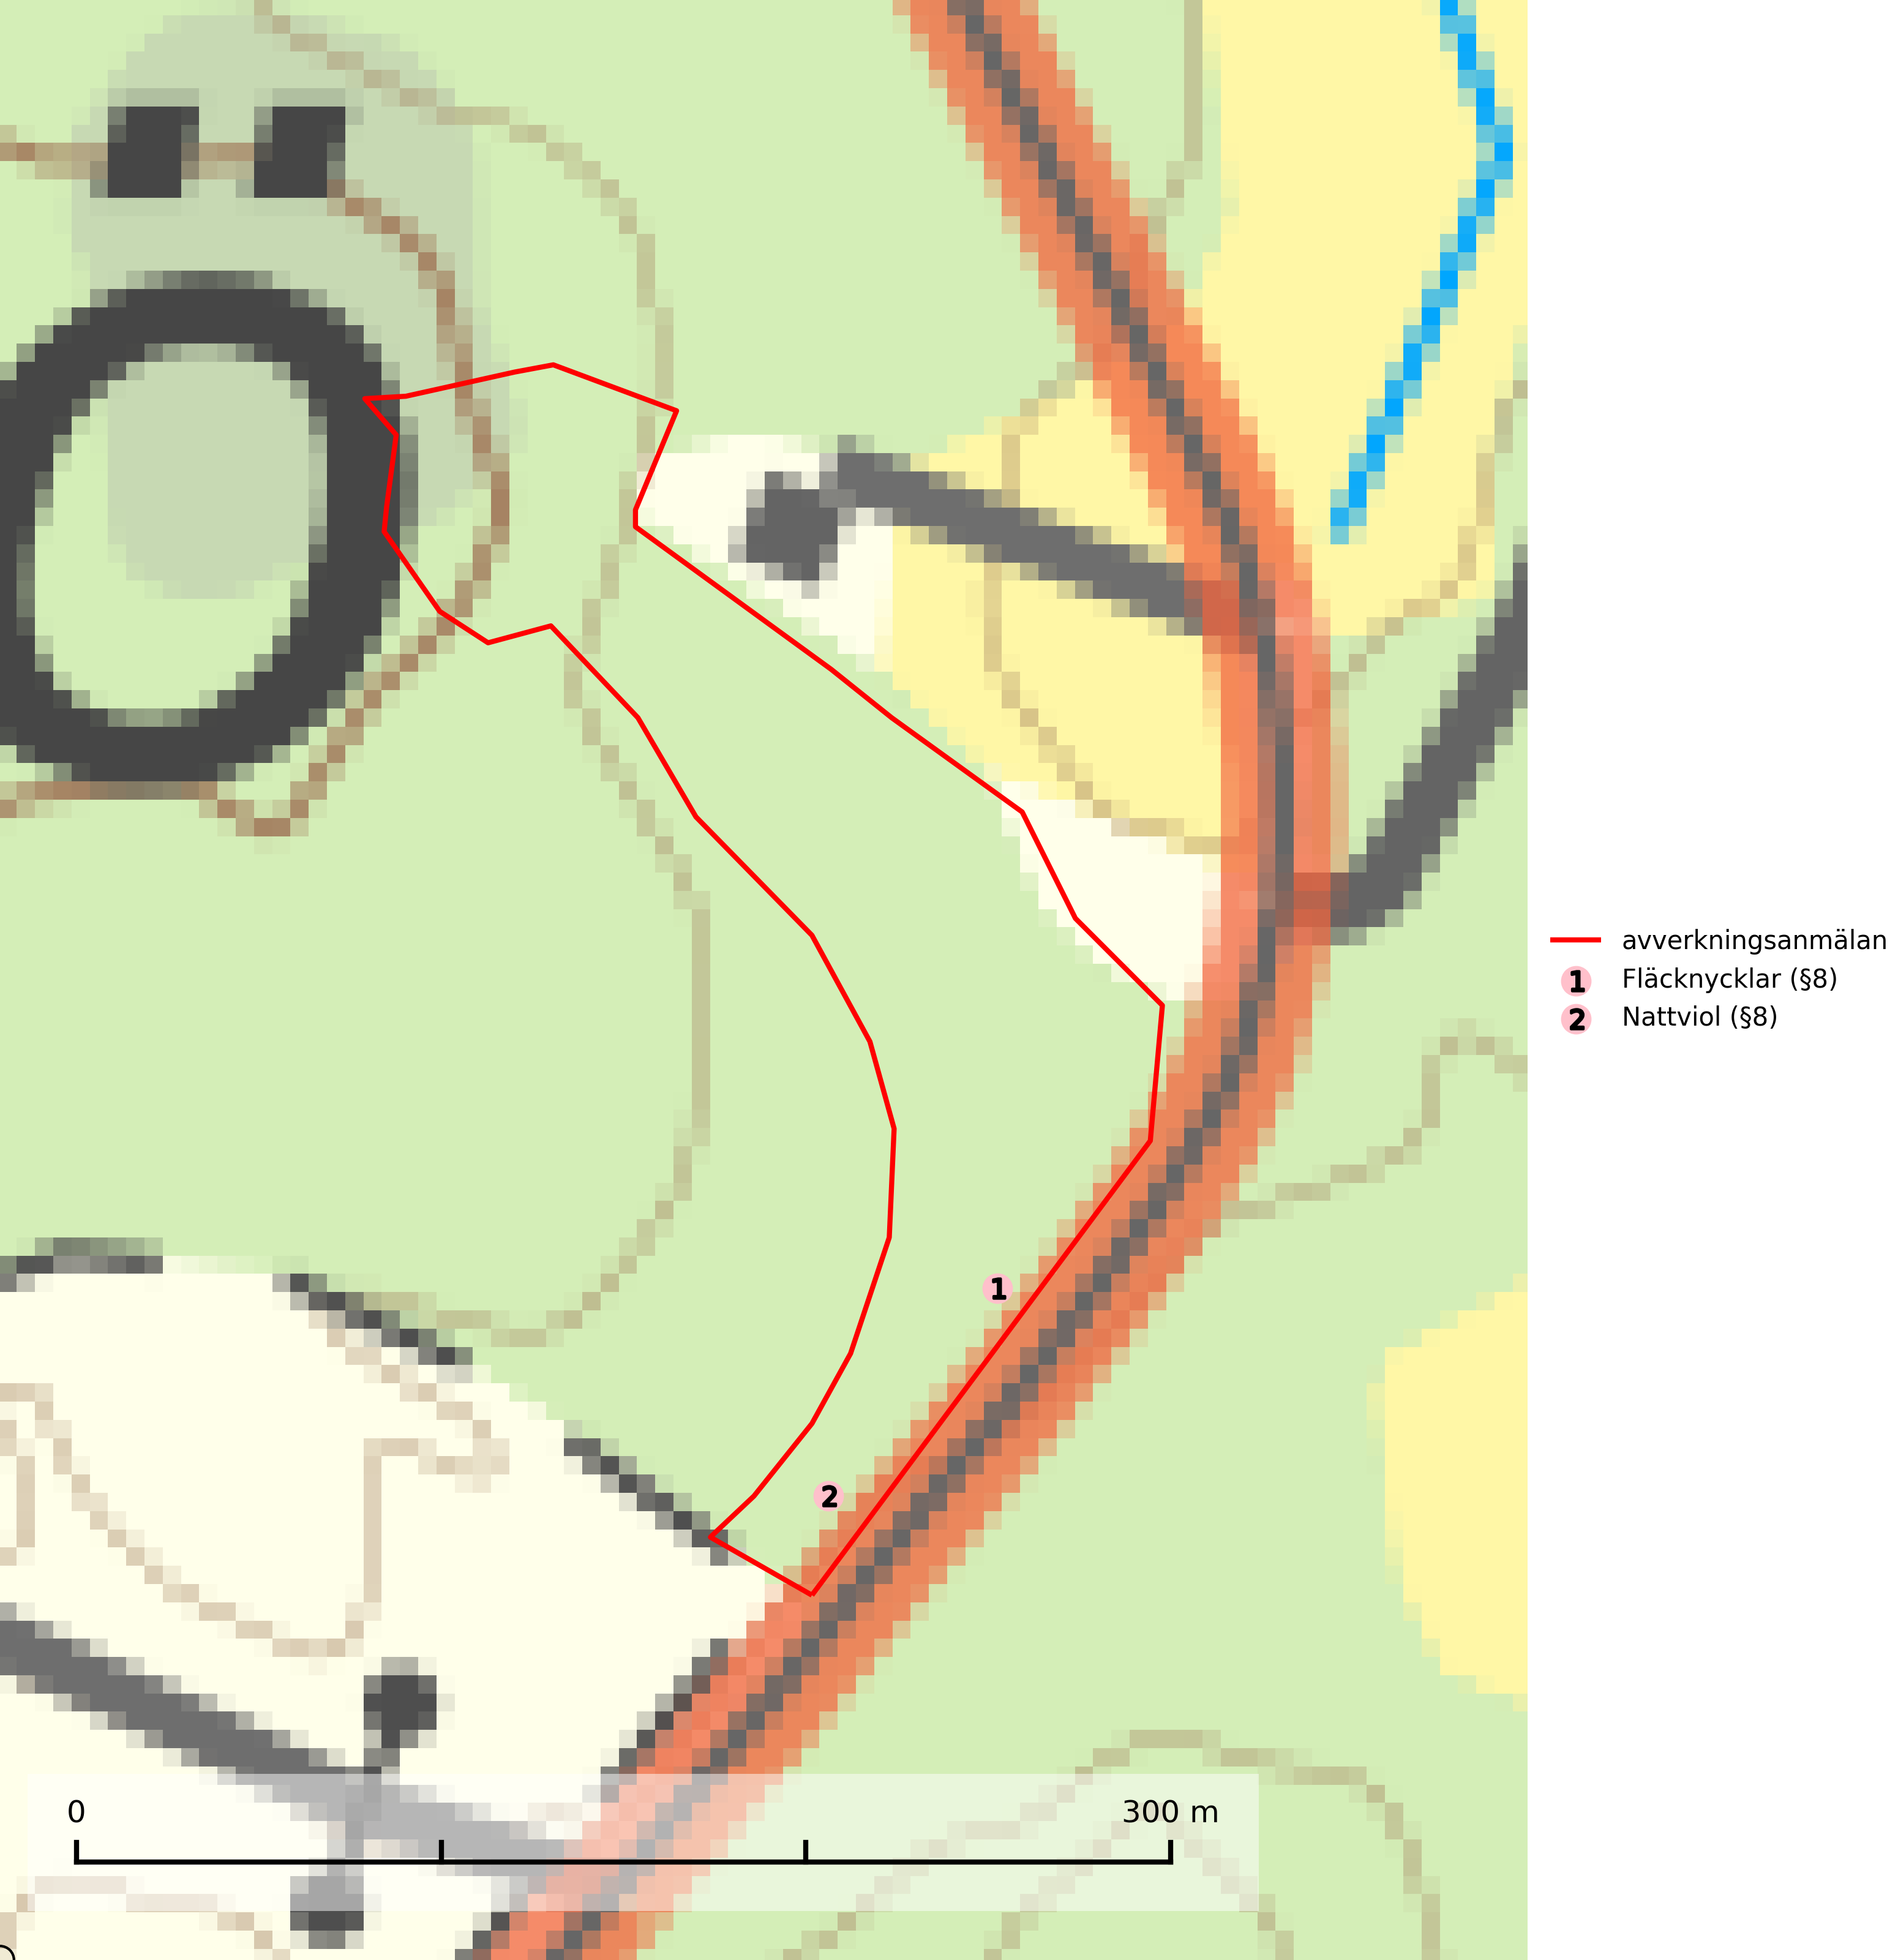 avverkningsanmälan
1 Fläcknycklar (§8)
2 Nattviol (§8)
1
2
0 300 m